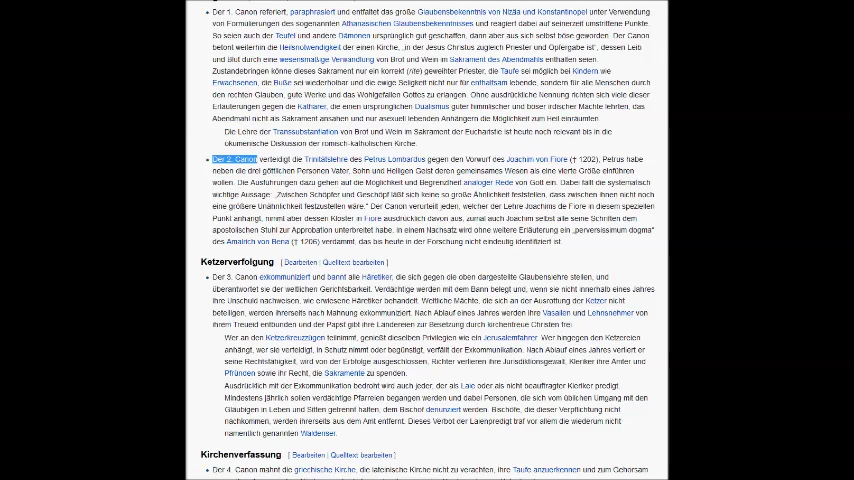 Der 1. Canon referiert, paraphrasiert und entfaltet das große Glaubensbekenntnis von Nizäa und Konstantinopel unter Verwendung
von Formulierungen des sogenannten Athanasischen Glaubensbekenntnisses und reagiert dabei auf seinerzeit umstrittene Punkte.
So seien auch der Teufel und andere Dämonen ursprünglich gut geschaffen, dann aber aus sich selbst böse geworden. Der Canon
betont weiterhin die Heilsnotwendigkeit der einen Kirche, „in der Jesus Christus zugleich Priester und Opfergabe ist“, dessen Leib
und Blut durch eine wesensmäßige Verwandlung von Brot und Wein im Sakrament des Abendmahls enthalten seien.
Zustandebringen könne dieses Sakrament nur ein korrekt (rite) geweihter Priester, die Taufe sei möglich bei Kindern wie
Erwachsenen, die Buße sei wiederholbar und die ewige Seligkeit nicht nur für enthaltsam lebende, sondern für alle Menschen durch
den rechten Glauben, gute Werke und das Wohlgefallen Gottes zu erlangen. Ohne ausdrückliche Nennung richten sich viele dieser
Erläuterungen gegen die Katharer, die einen ursprünglichen Dualismus guter himmlischer und böser irdischer Mächte lehrten, das
Abendmahl nicht als Sakrament ansahen und nur asexuell lebenden Anhängern die Möglichkeit zum Heil einräumten.
Die Lehre der Transsubstantiation von Brot und Wein im Sakrament der Eucharistie ist heute noch relevant bis in die
ökumenische Diskussion der römisch-katholischen Kirche.
Der 2. Canon verteidigt die Trinitätslehre des Petrus Lombardus gegen den Vorwurf des Joachim von Fiore († 1202), Petrus habe
neben die drei göttlichen Personen Vater, Sohn und Heiligen Geist deren gemeinsames Wesen als eine vierte Größe einführen
wollen. Die Ausführungen dazu gehen auf die Möglichkeit und Begrenztheit analoger Rede von Gott ein. Dabei fällt die systematisch
wichtige Aussage: „Zwischen Schöpfer und Geschöpf läßt sich keine so große Ähnlichkeit feststellen, dass zwischen ihnen nicht noch
eine größere Unähnlichkeit festzustellen wäre.“ Der Canon verurteilt jeden, welcher der Lehre Joachims de Fiore in diesem speziellen
Punkt anhängt, nimmt aber dessen Kloster in Fiore ausdrücklich davon aus, zumal auch Joachim selbst alle seine Schriften dem
apostolischen Stuhl zur Approbation unterbreitet habe. In einem Nachsatz wird ohne weitere Erläuterung ein „perversissimum dogma“
des Amalrich von Bena († 1206) verdammt, das bis heute in der Forschung nicht eindeutig identifiziert ist.
Ketzerverfolgung [ Bearbeiten | Quelltext bearbeiten ]
Der 3. Canon exkommuniziert und bannt alle Häretiker, die sich gegen die oben dargestellte Glaubenslehre stellen, und
überantwortet sie der weltlichen Gerichtsbarkeit. Verdächtige werden mit dem Bann belegt und, wenn sie nicht innerhalb eines Jahres
ihre Unschuld nachweisen, wie erwiesene Häretiker behandelt. Weltliche Mächte, die sich an der Ausrottung der Ketzer nicht
beteiligen, werden ihrerseits nach Mahnung exkommuniziert. Nach Ablauf eines Jahres werden ihre Vasallen und Lehnsnehmer von
ihrem Treueid entbunden und der Papst gibt ihre Ländereien zur Besetzung durch kirchentreue Christen frei.
Wer an den Ketzerkreuzzügen teilnimmt, genießt dieselben Privilegien wie ein Jerusalemfahrer. Wer hingegen den Ketzereien
anhängt, wer sie verteidigt, in Schutz nimmt oder begünstigt, verfällt der Exkommunikation. Nach Ablauf eines Jahres verliert er
seine Rechtsfähigkeit, wird von der Erbfolge ausgeschlossen, Richter verlieren ihre Jurisdiktionsgewalt, Kleriker ihre Ämter und
Pfründen sowie ihr Recht, die Sakramente zu spenden.
Ausdrücklich mit der Exkommunikation bedroht wird auch jeder, der als Laie oder als nicht beauftragter Kleriker predigt.
Mindestens jährlich sollen verdächtige Pfarreien begangen werden und dabei Personen, die sich vom üblichen Umgang mit den
Gläubigen in Leben und Sitten getrennt halten, dem Bischof denunziert werden. Bischöfe, die dieser Verpflichtung nicht
nachkommen, werden ihrerseits aus dem Amt entfernt. Dieses Verbot der Laienpredigt traf vor allem die wiederum nicht
namentlich genannten Waldenser.
Kirchenverfassung [ Bearbeiten | Quelltext bearbeiten ]
Der 4. Canon mahnt die griechische Kirche, die lateinische Kirche nicht zu verachten, ihre Taufe anzuerkennen und zum Gehorsam